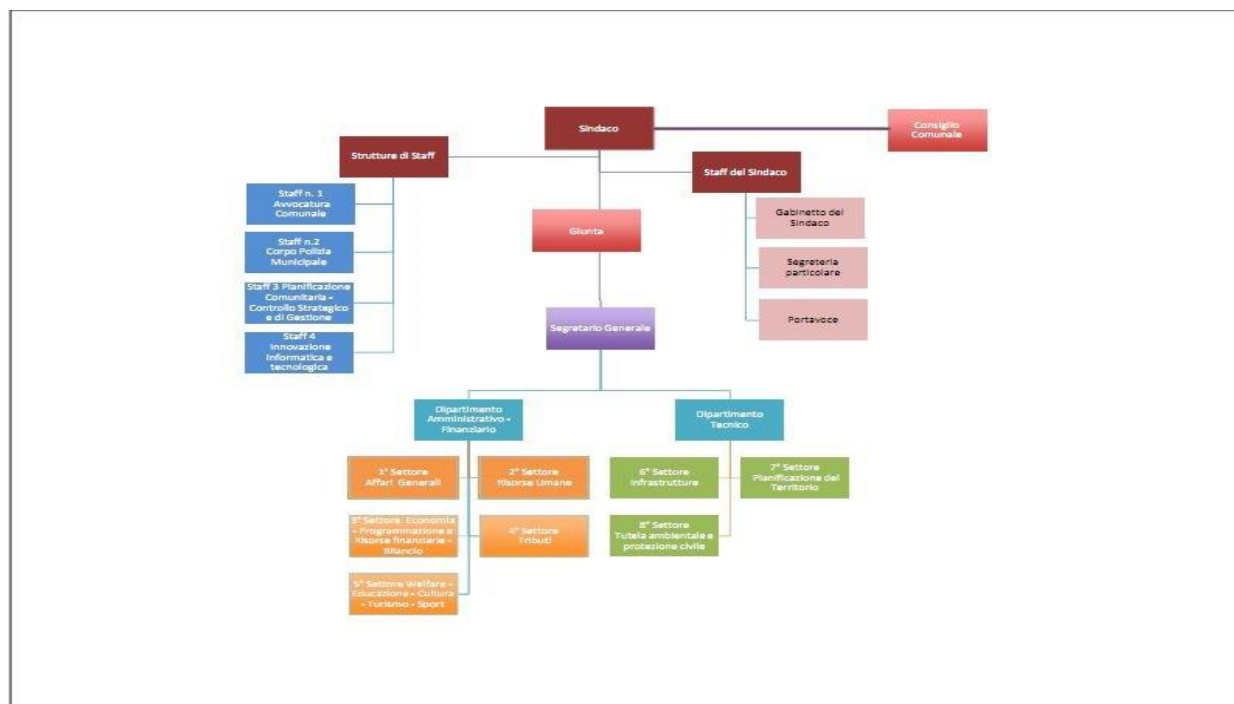 Sindaco
Consiglio
Comunale
Strutture di Staff
Staff del Sindaco
Staff n. 1
Avvocatura
Comunale
Staff n.2
Corpo Polizia
Municipale
Staff 3 Planificazione
Comunitaria -
Controllo Strategico
e di Gestione
Staff 4
Innovazione
informatica e
tecnologica
Gabinetto del
Sindaco
Segreteria
particolare
Portavoce
Giunta
Segretario Generale
Dipartimento
Amministrativo -
Finanziario
Dipartimento
Tecnico
1° Settore
Affari Generali
2° Settore
Risorse Umane
3° Settore Economia
- Programmazione e
Risorse finanziarie -
Bilancio
4° Settore
Tributi
5° Settore Welfare -
Educazione - Cultura
- Turismo - Sport
6° Settore
Infrastrutture
7° Settore
Pianificazione del
Territorio
8° Settore
Tutela ambientale e
protezione civile